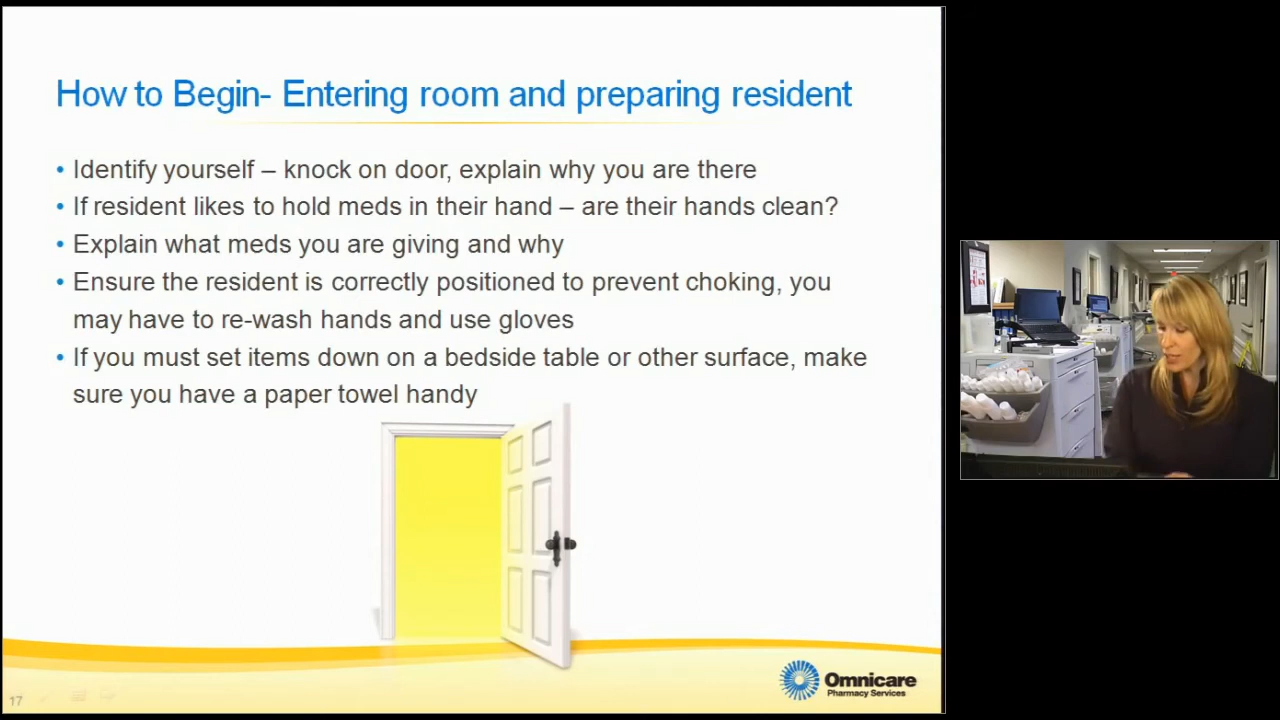 How to Begin- Entering room and preparing resident
• Identify yourself – knock on door, explain why you are there
• If resident likes to hold meds in their hand – are their hands clean?
• Explain what meds you are giving and why
• Ensure the resident is correctly positioned to prevent choking, you
may have to re-wash hands and use gloves
• If you must set items down on a bedside table or other surface, make
sure you have a paper towel handy
17
Omnicare
Pharmacy Services